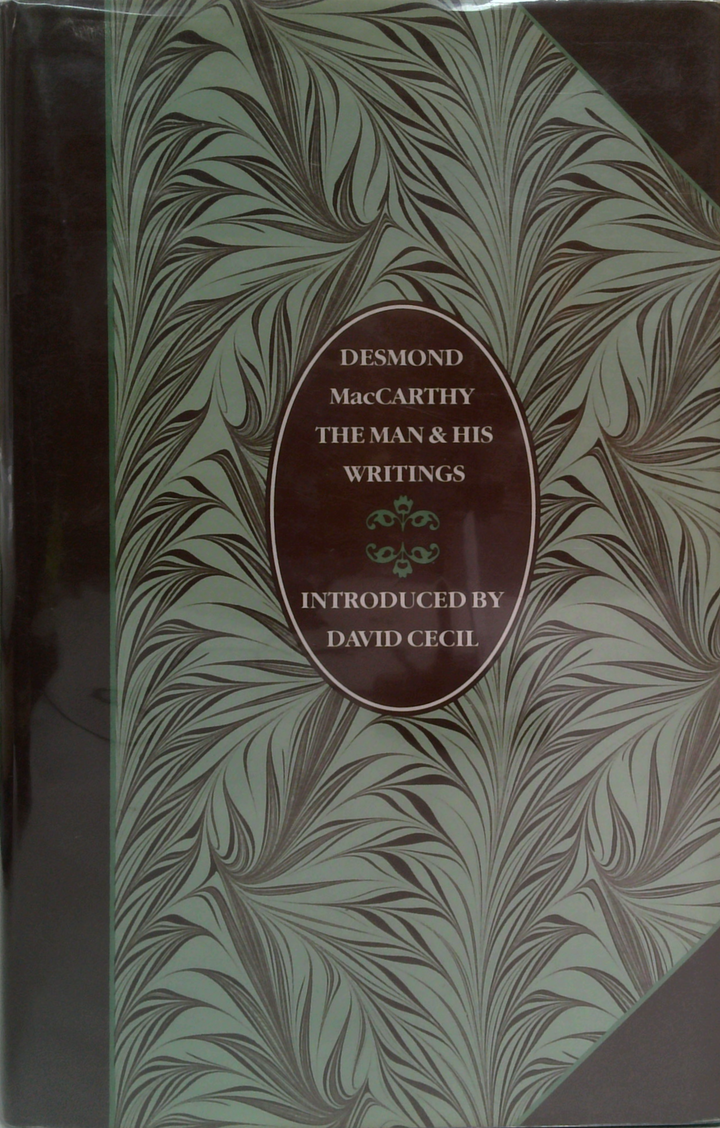 DESMOND
MacCARTHY
THE MAN & HIS
WRITINGS
INTRODUCED BY
DAVID CECIL